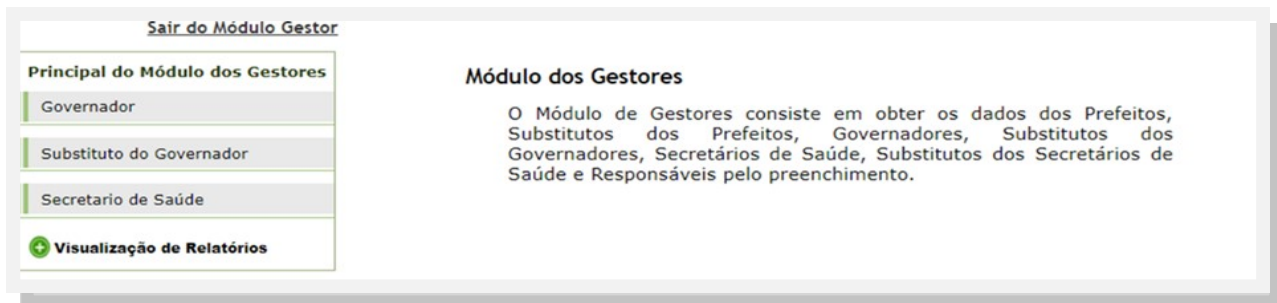 Sair do Módulo Gestor
Principal do Módulo dos Gestores
Governador
Substituto do Governador
Secretario de Saúde
Visualização de Relatórios
Módulo dos Gestores
O Módulo de Gestores consiste em obter os dados dos Prefeitos,
Substitutos dos Prefeitos, Governadores, Substitutos dos
Governadores, Secretários de Saúde, Substitutos dos Secretários de
Saúde e Responsáveis pelo preenchimento.